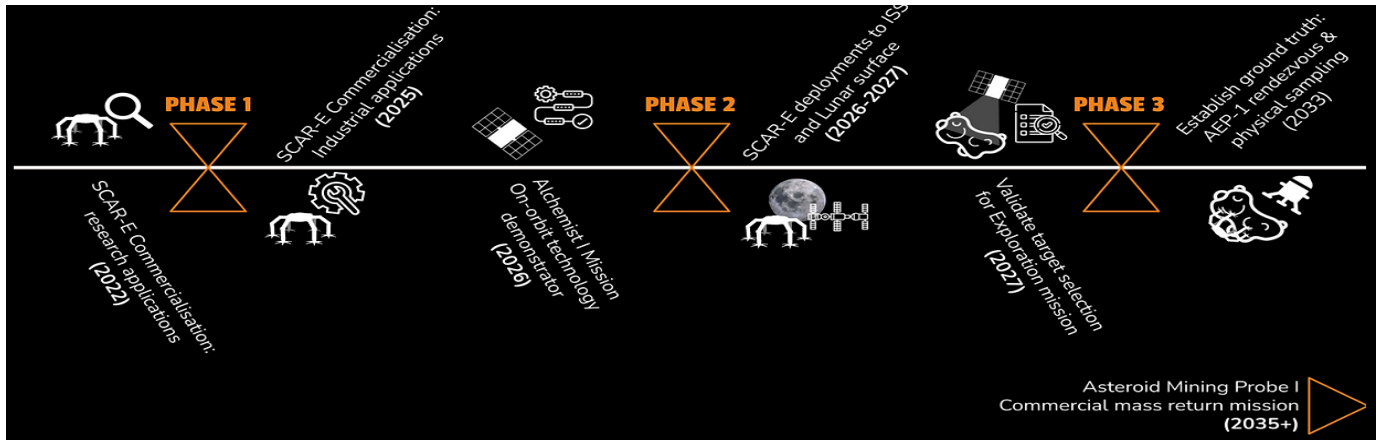 PHASE 1
SCAR-E Commercialisation:
research applications
(2022)
SCAR-E Commercialisation:
Industrial applications
(2025)
Alchemist I Mission
On-orbit technology
demonstrator
(2026)
PHASE 2
SCAR-E deployments to ISS
and Lunar surface
(2026-2027)
Validate target selection
for Exploration mission
(2027)
PHASE 3
Establish ground truth:
AEP-1 rendezvous &
physical sampling
(2033)
Asteroid Mining Probe I
Commercial mass return mission
(2035+)